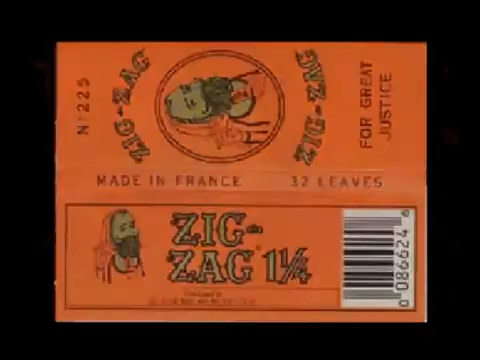 Nº 225
ZIG-ZAG
ZIG-ZAG
FOR GREAT
JUSTICE
MADE IN FRANCE
32 LEAVES
ZIG-
ZAG 1¼
0 086624 6